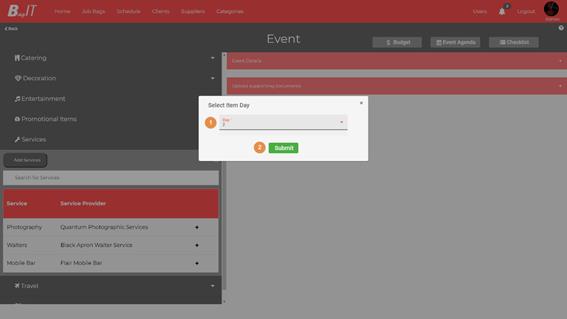 BagIT
Home Job Bags Schedule Clients Suppliers Categories
Users Logout
Back
Event
$ Budget Event Agenda Checklist
Catering
Decoration
Entertainment
Promotional Items
Services
Add Services
Search for Services
Service Service Provider
Photography Quantum Photographic Services +
Waiters Black Apron Waiter Service +
Mobile Bar Flair Mobile Bar +
Travel
Event Details
Upload supporting documents
Select Item Day ×
1 Day
2
2 Submit